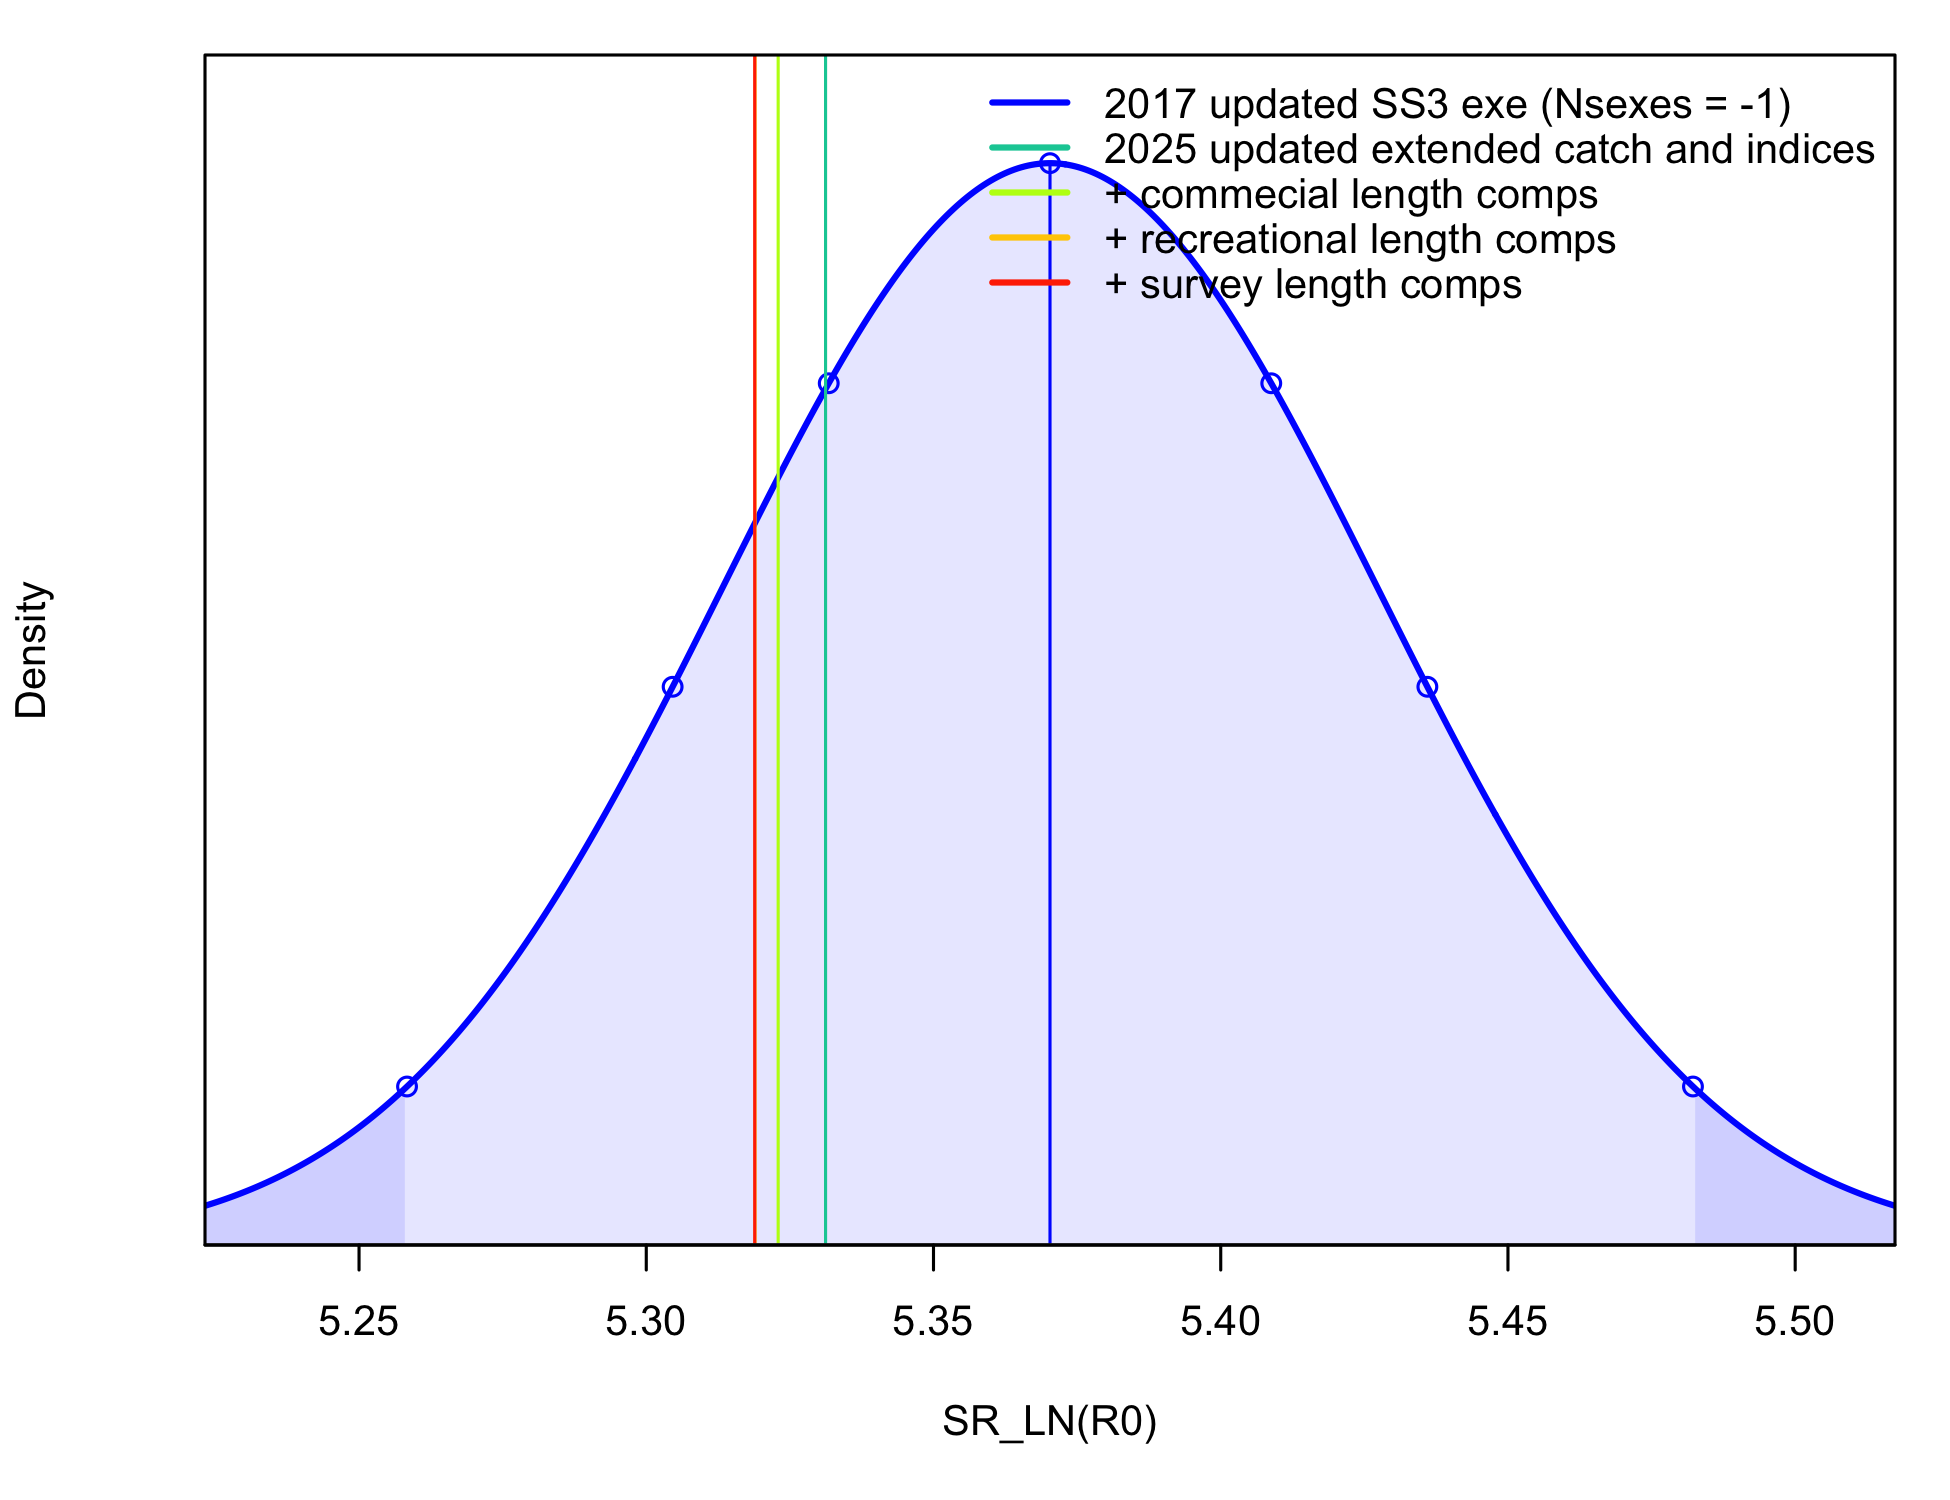 2017 updated SS3 exe (Nsexes = -1)
2025 updated extended catch and indices
+ commecial length comps
+ recreational length comps
+ survey length comps
Density
5.25 5.30 5.35 5.40 5.45 5.50
SR_LN(R0)